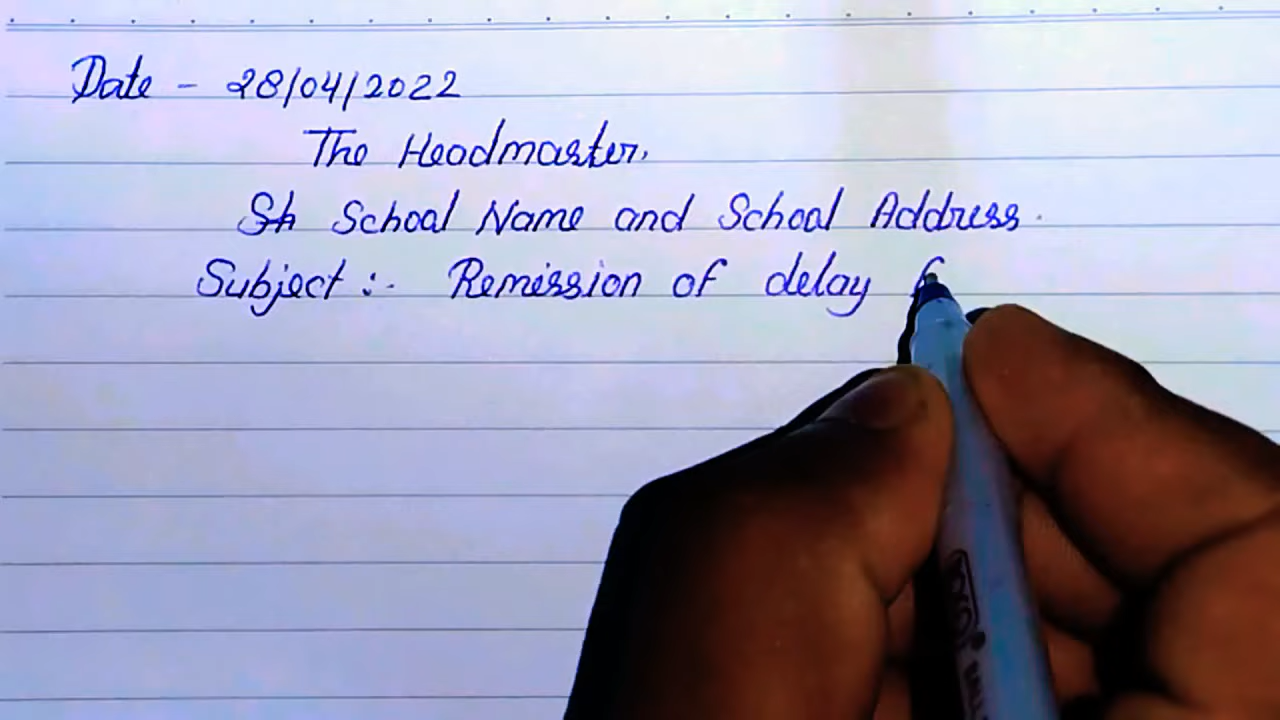 Date - 28/04/2022
The Headmaster,
School Name and School Address.
Subject :- Remission of delay